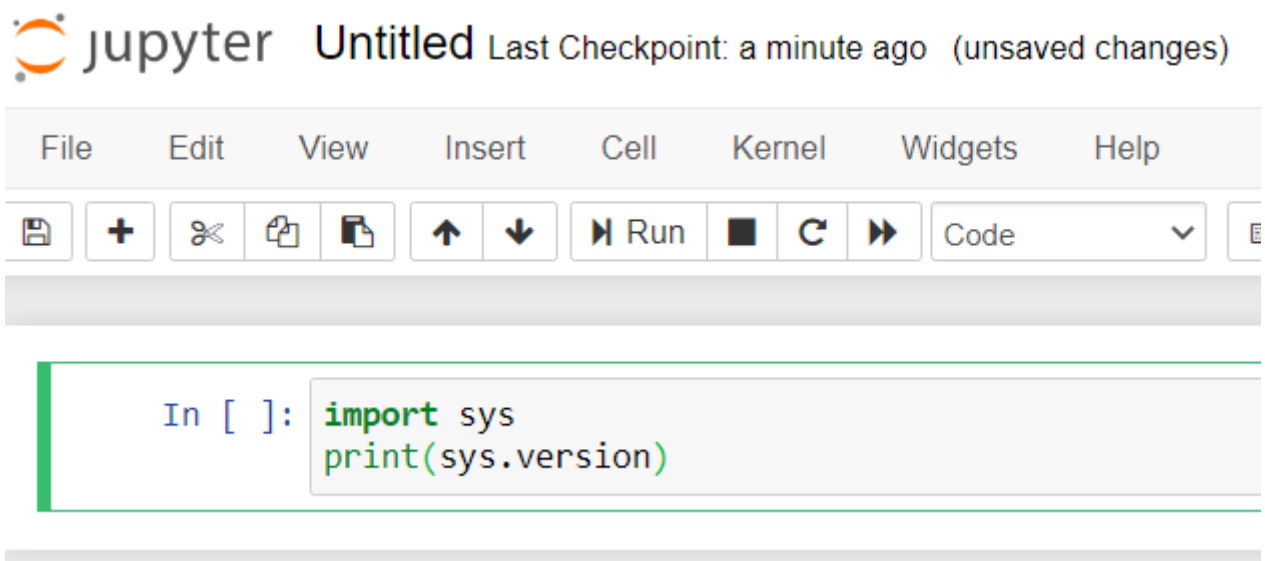 jupyter Untitled Last Checkpoint: a minute ago (unsaved changes)
File Edit View Insert Cell Kernel Widgets Help
Run Code
In [ ]: import sys
print(sys.version)